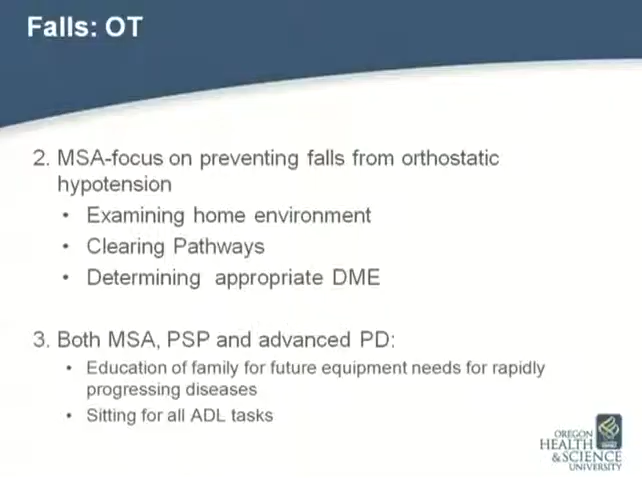 Falls: OT
2. MSA-focus on preventing falls from orthostatic
hypotension
• Examining home environment
• Clearing Pathways
• Determining appropriate DME
3. Both MSA, PSP and advanced PD:
• Education of family for future equipment needs for rapidly
progressing diseases
• Sitting for all ADL tasks
OREGON
HEALTH
& SCIENCE
UNIVERSITY